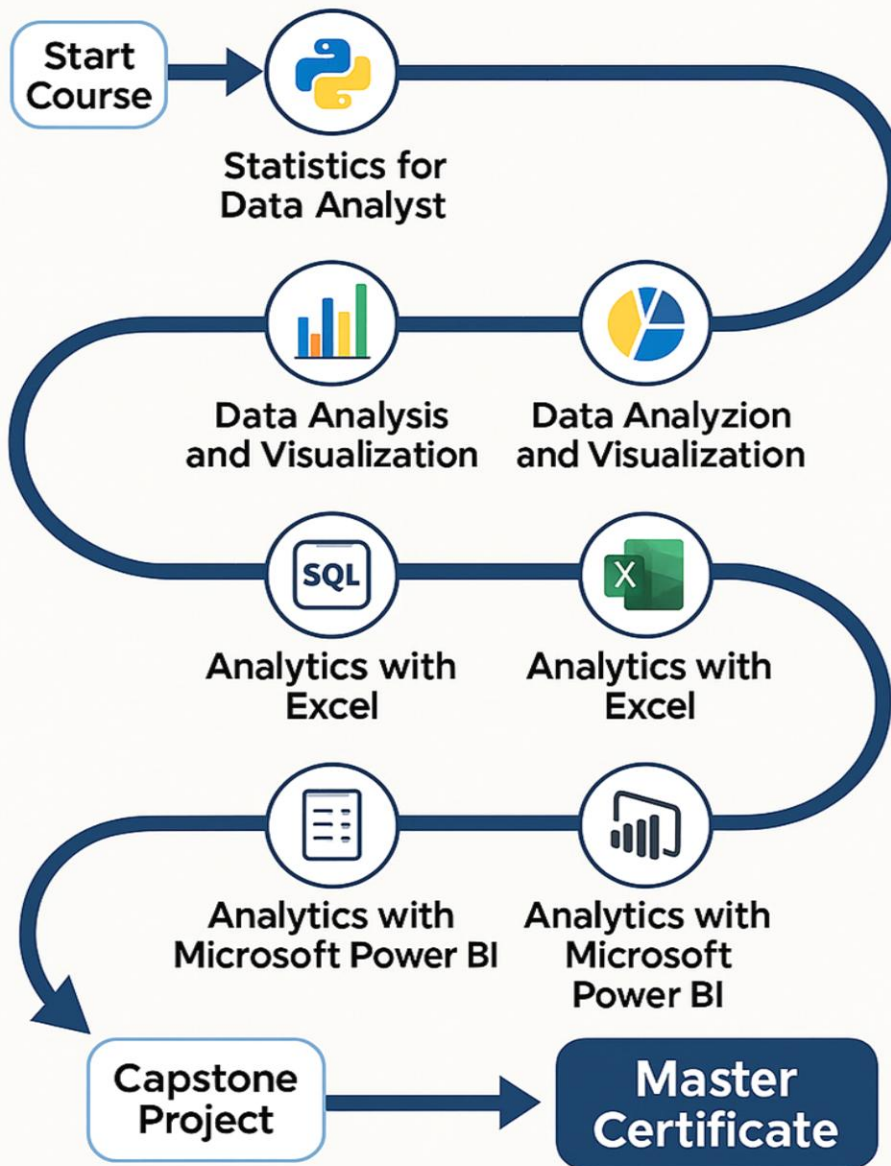 Start
Course
Statistics for
Data Analyst
Data Analysis
and Visualization
Data Analyzion
and Visualization
SQL
X
Analytics with
Excel
Analytics with
Excel
Analytics with
Microsoft Power BI
Analytics with
Microsoft
Power BI
Capstone
Project
Master
Certificate